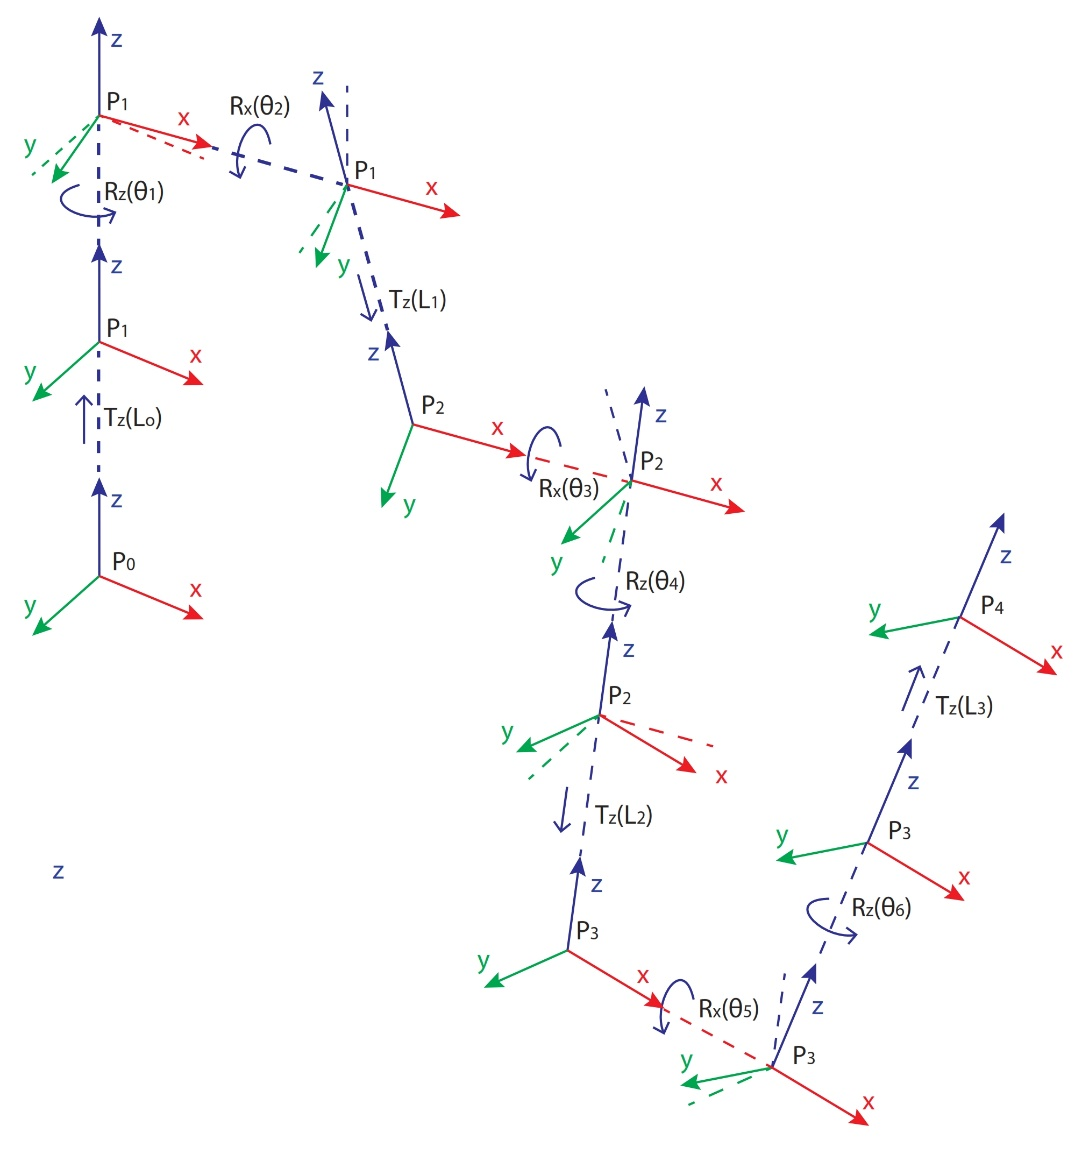 z
P1
x
y
Rz(θ1)
z
P1
x
y
Tz(Lo)
z
P0
x
y
Rx(θ2)
z
P1
x
y
Tz(L1)
z
P2
x
y
Rx(θ3)
z
P2
x
y
Rz(θ4)
z
P2
y
x
Tz(L2)
z
P3
y
x
Rx(θ5)
z
P3
y
x
Rz(θ6)
z
P3
y
x
Tz(L3)
z
P4
y
x
z